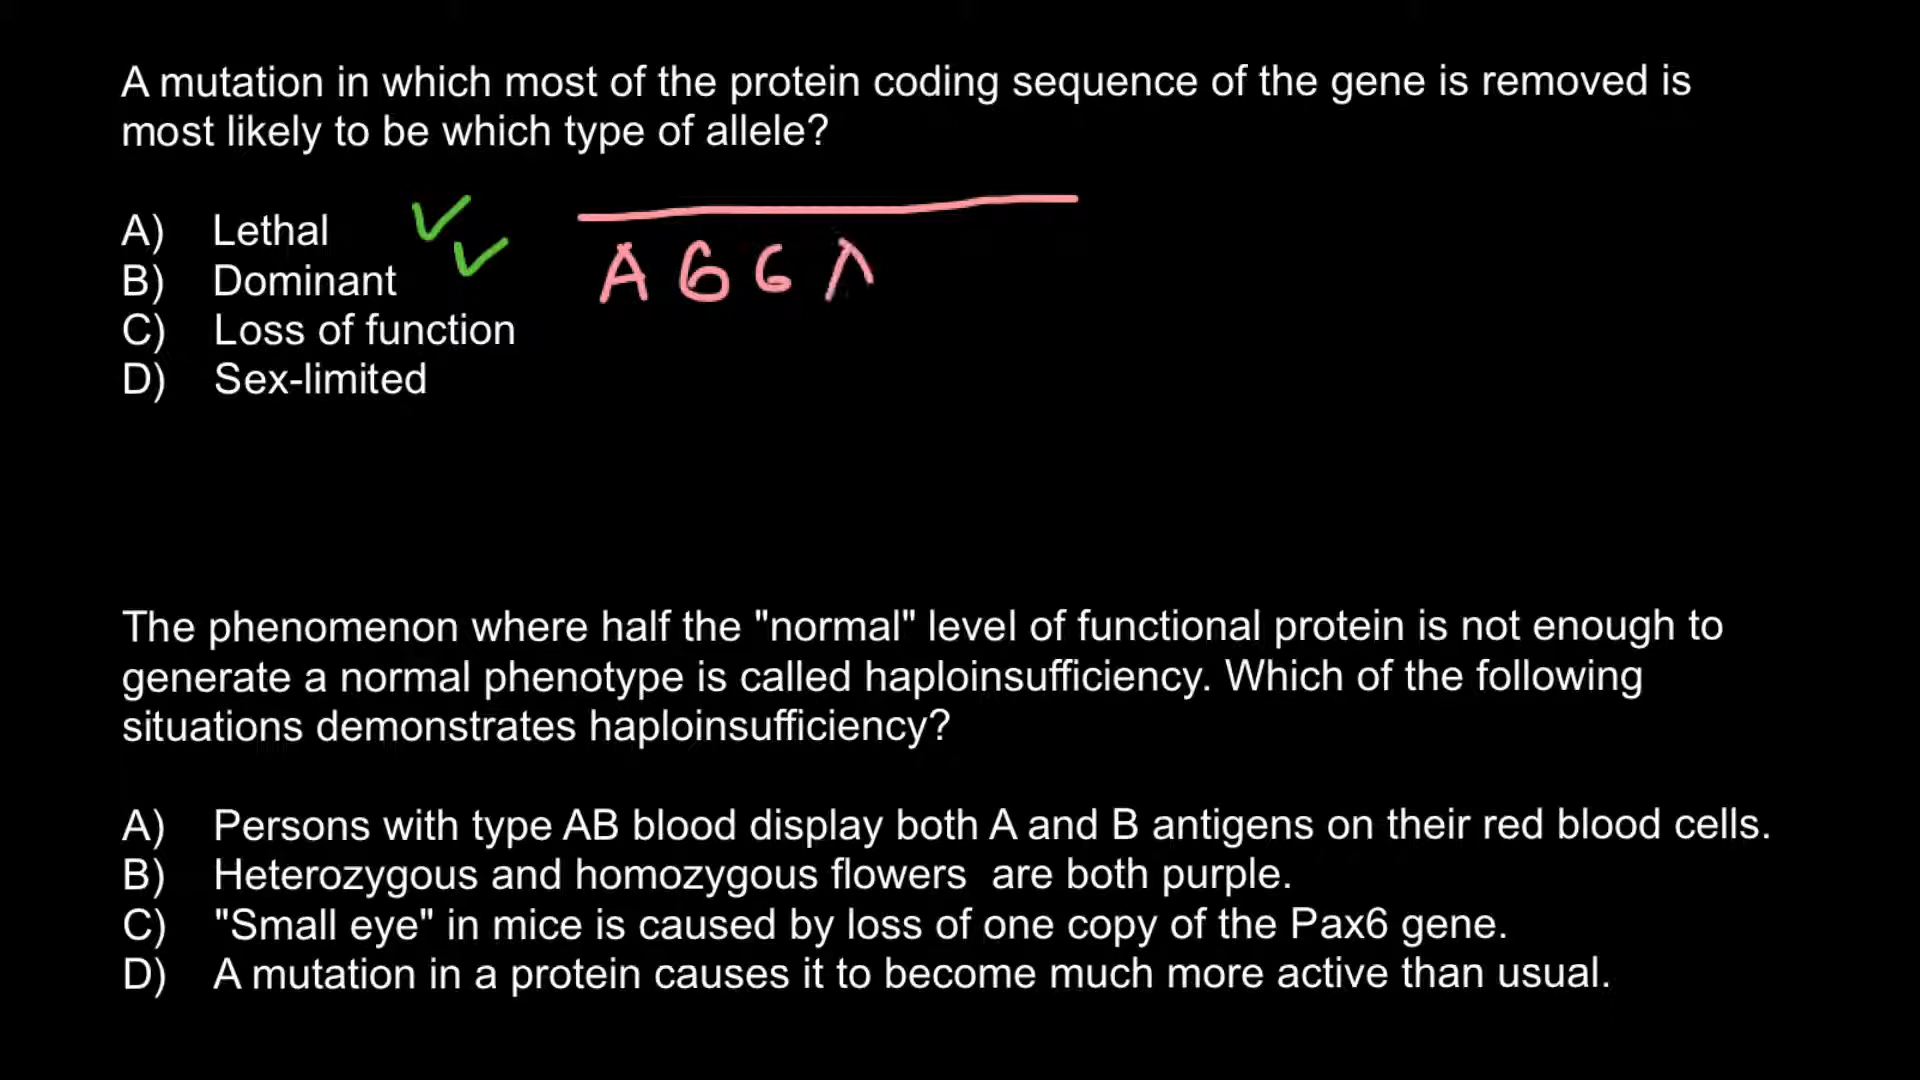 A mutation in which most of the protein coding sequence of the gene is removed is
most likely to be which type of allele?
A) Lethal
B) Dominant
C) Loss of function
D) Sex-limited
A G G A
The phenomenon where half the "normal" level of functional protein is not enough to
generate a normal phenotype is called haploinsufficiency. Which of the following
situations demonstrates haploinsufficiency?
A) Persons with type AB blood display both A and B antigens on their red blood cells.
B) Heterozygous and homozygous flowers are both purple.
C) "Small eye" in mice is caused by loss of one copy of the Pax6 gene.
D) A mutation in a protein causes it to become much more active than usual.